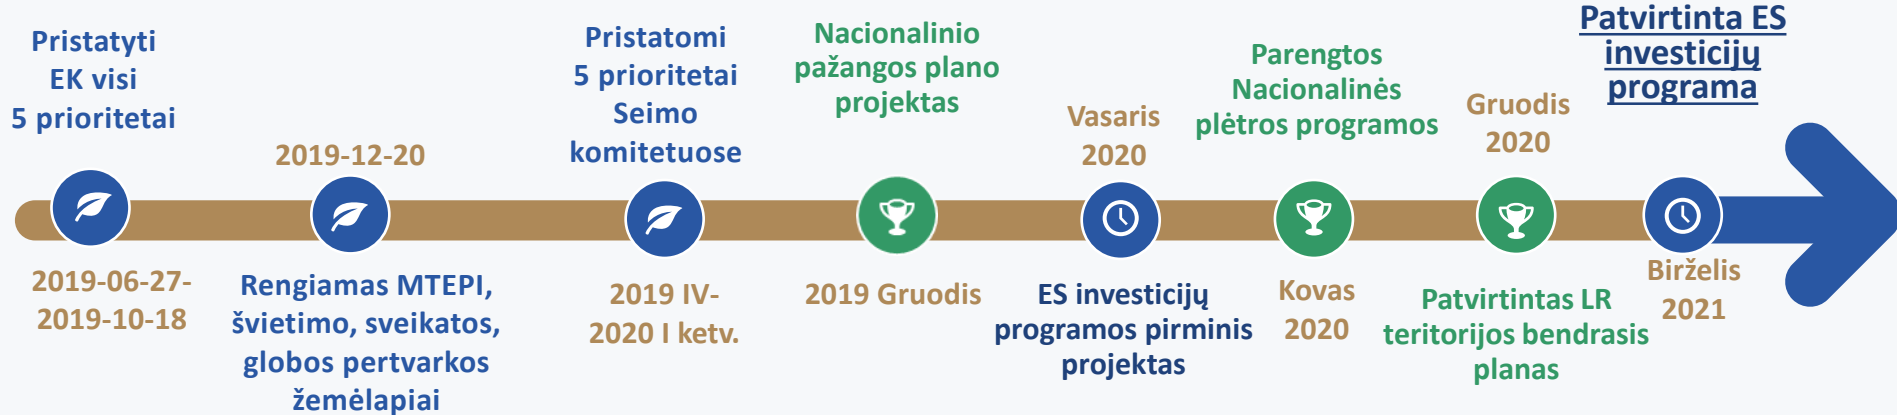 Pristatyti
EK visi
5 prioritetai
2019-06-27-
2019-10-18
2019-12-20
Rengiamas MTEPI,
švietimo, sveikatos,
globos pertvarkos
žemėlapiai
Pristatomi
5 prioritetai
Seimo
komitetuose
2019 IV-
2020 I ketv.
Nacionalinio
pažangos plano
projektas
2019 Gruodis
Vasaris
2020
ES investicijų
programos pirminis
projektas
Parengtos
Nacionalinės
plėtros programos
Kovas
2020
Gruodis
2020
Patvirtintas LR
teritorijos bendrasis
planas
Patvirtinta ES
investicijų
programa
Birželis
2021